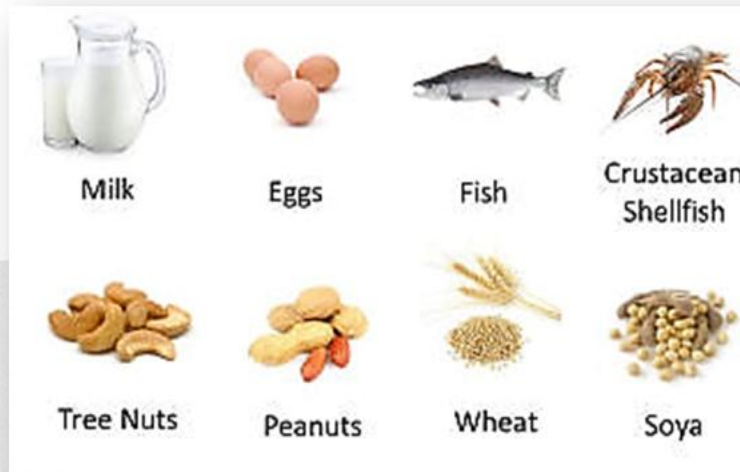 Milk
Eggs
Fish
Crustacean
Shellfish
Tree Nuts
Peanuts
Wheat
Soya